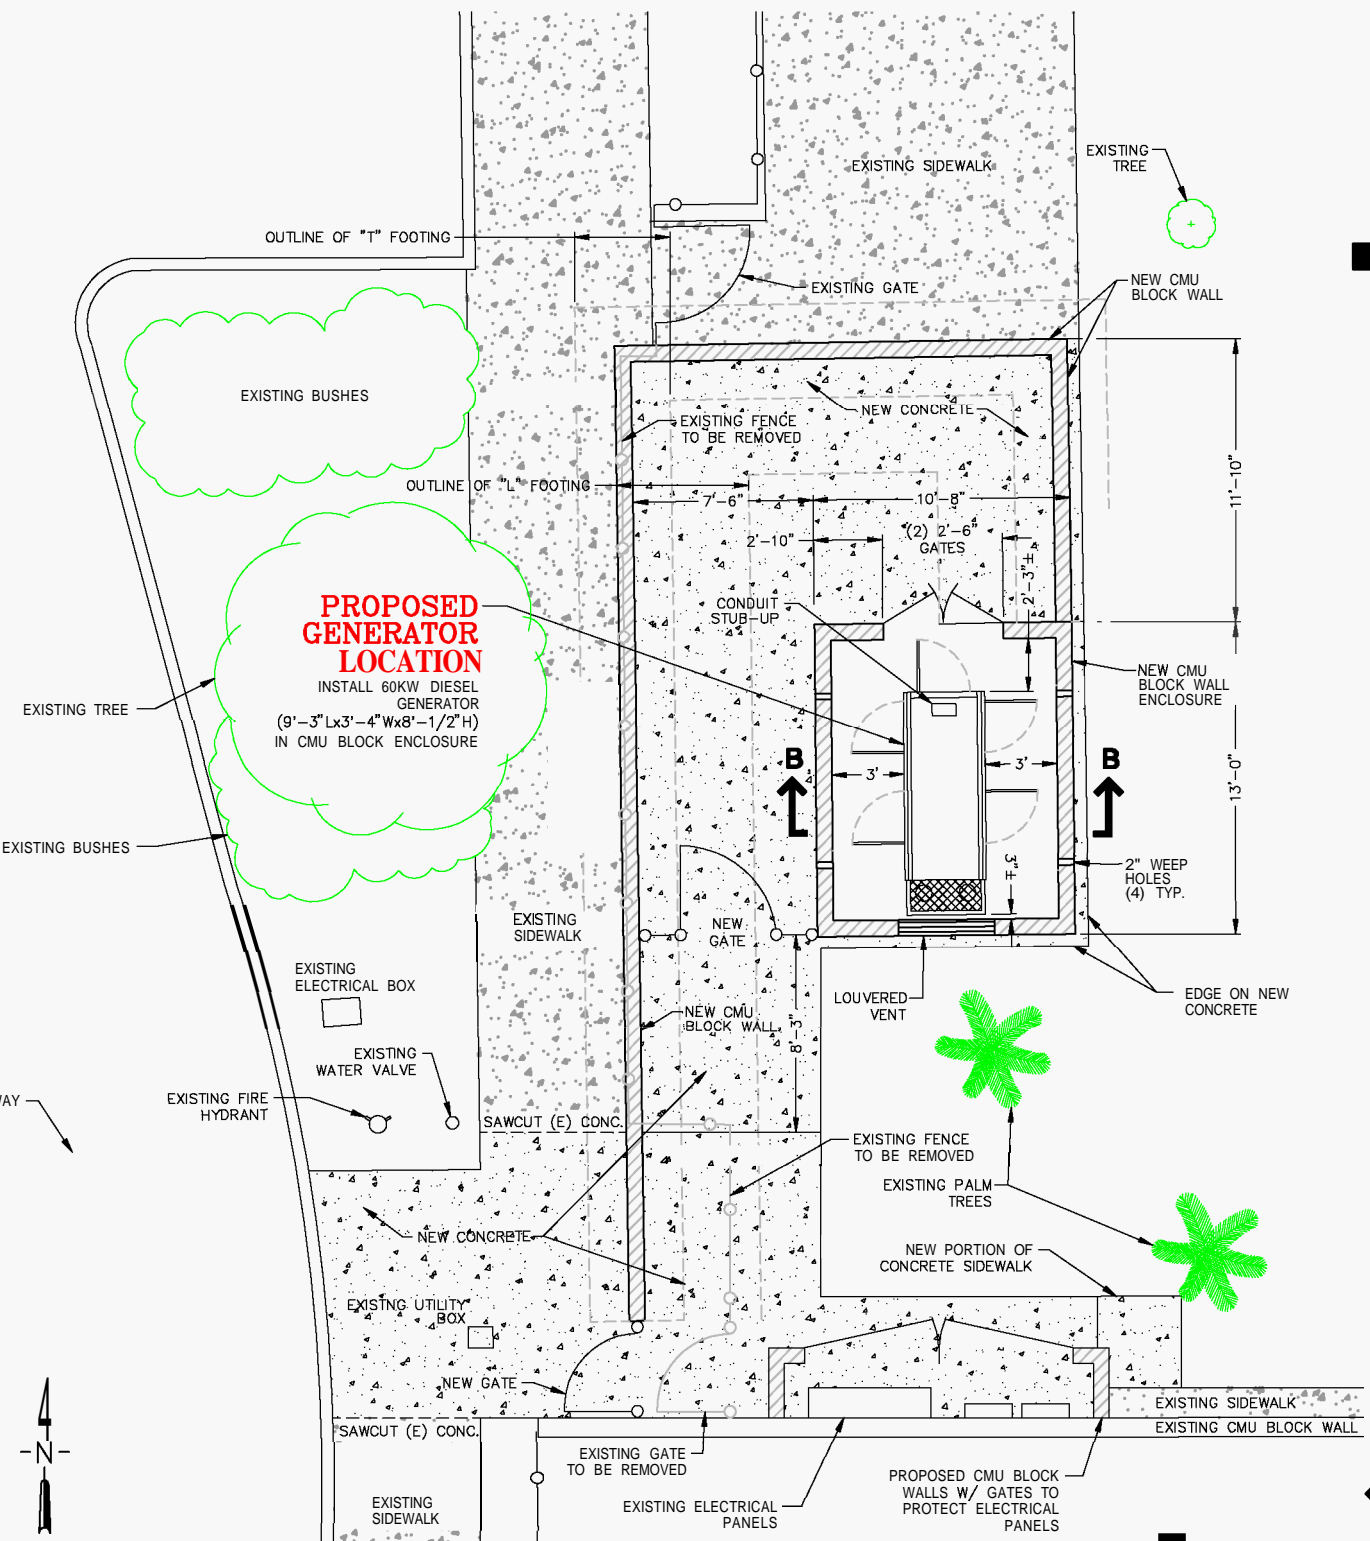 EXISTING SIDEWALK
EXISTING
TREE
OUTLINE OF "T" FOOTING
EXISTING GATE
NEW CMU
BLOCK WALL
EXISTING BUSHES
NEW CONCRETE
EXISTING FENCE
TO BE REMOVED
OUTLINE OF "L" FOOTING
7'-6"
10'-8"
11'-10"
2'-10"
(2) 2'-6"
GATES
2'-3"±
PROPOSED
GENERATOR
LOCATION
INSTALL 60KW DIESEL
GENERATOR
(9'-3"Lx3'-4"Wx8'-1/2"H)
IN CMU BLOCK ENCLOSURE
CONDUIT
STUB-UP
NEW CMU
BLOCK WALL
ENCLOSURE
EXISTING TREE
B
B
3'
3'
13'-0"
EXISTING BUSHES
3"±
2" WEEP
HOLES
(4) TYP.
EXISTING
SIDEWALK
NEW
GATE
EXISTING
ELECTRICAL BOX
LOUVERED
VENT
EDGE ON NEW
CONCRETE
NEW CMU
BLOCK WALL
8'-3"
EXISTING
WATER VALVE
EXISTING FIRE
HYDRANT
WAY
SAWCUT (E) CONC.
EXISTING FENCE
TO BE REMOVED
EXISTING PALM
TREES
NEW CONCRETE
NEW PORTION OF
CONCRETE SIDEWALK
EXISTNG UTILITY
BOX
NEW GATE
EXISTING SIDEWALK
SAWCUT (E) CONC.
EXISTING CMU BLOCK WALL
N
EXISTING GATE
TO BE REMOVED
EXISTING
SIDEWALK
EXISTING ELECTRICAL
PANELS
PROPOSED CMU BLOCK
WALLS W/ GATES TO
PROTECT ELECTRICAL
PANELS